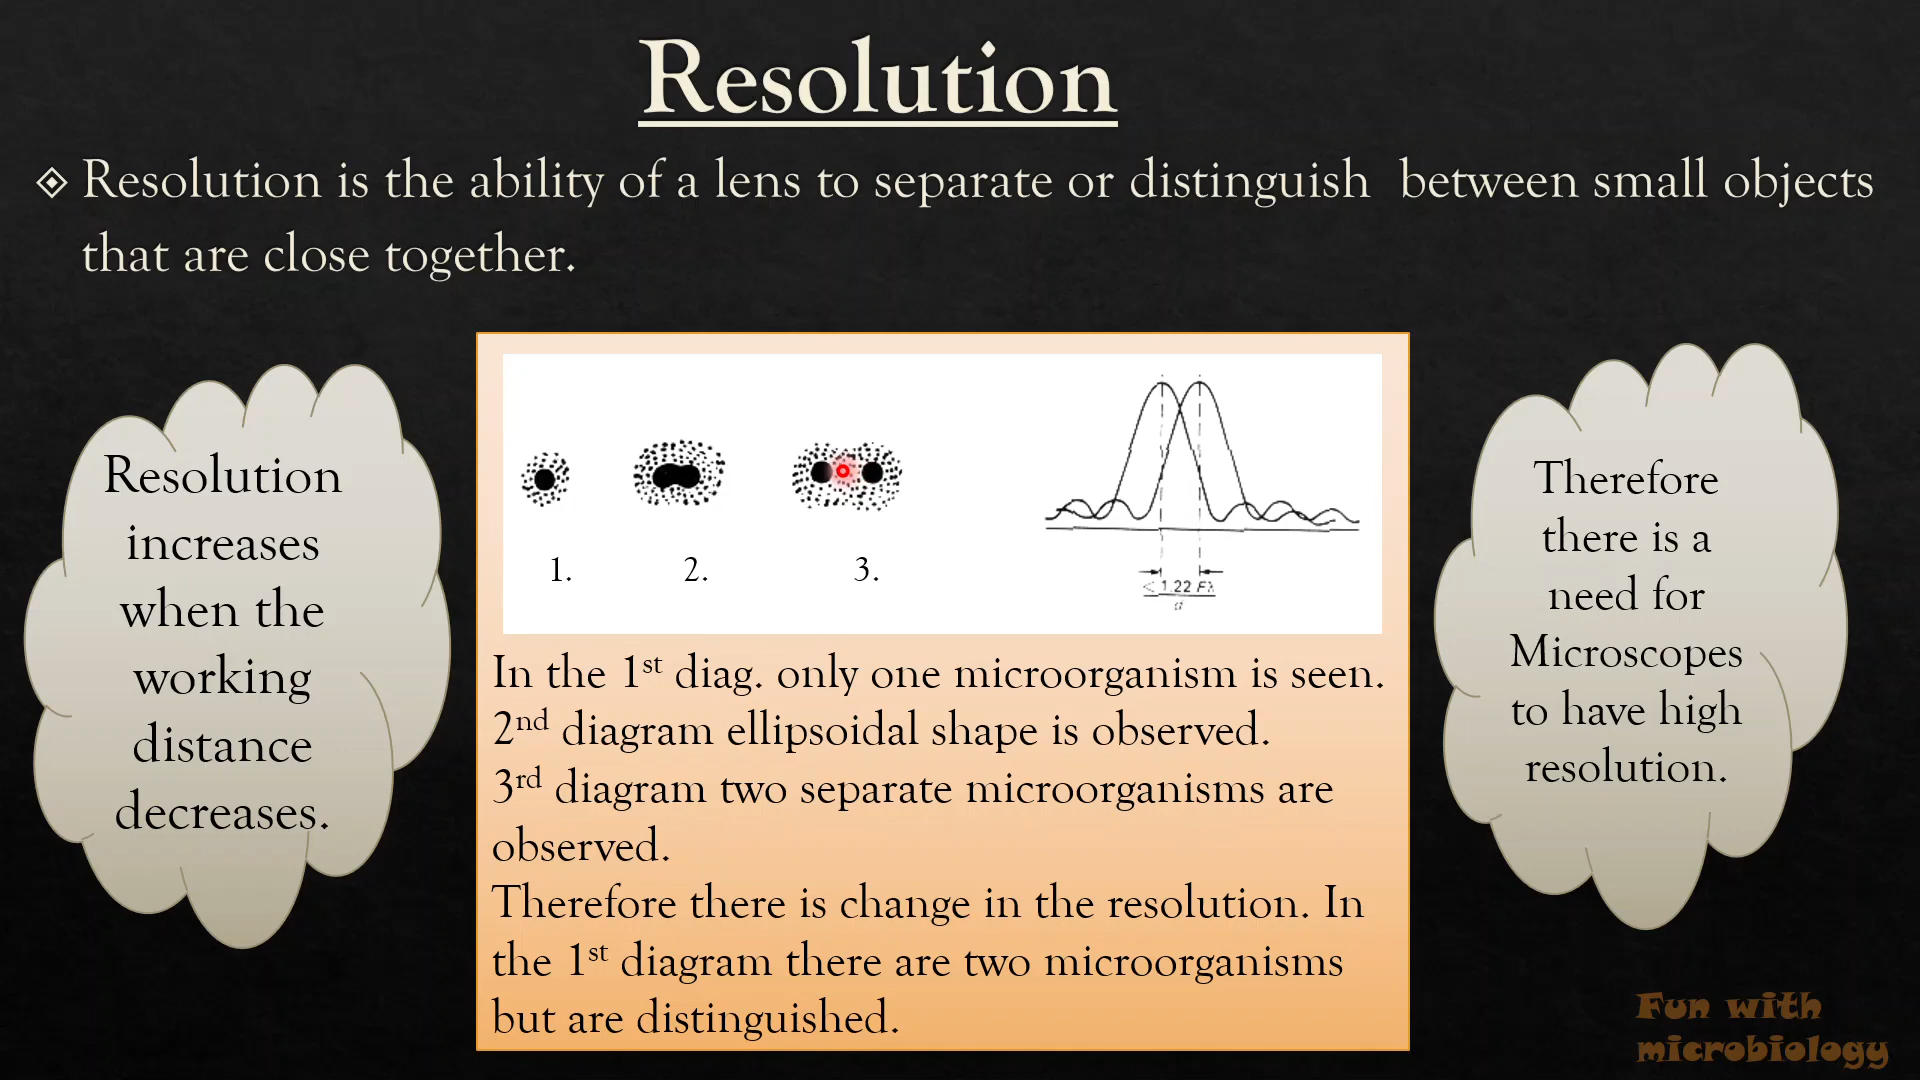 Resolution
Resolution is the ability of a lens to separate or distinguish between small objects
that are close together.
Resolution
increases
when the
working
distance
decreases.
1.
2.
3.
< 1.22 Fλ
d
In the 1st diag. only one microorganism is seen.
2nd diagram ellipsoidal shape is observed.
3rd diagram two separate microorganisms are
observed.
Therefore there is change in the resolution. In
the 1st diagram there are two microorganisms
but are distinguished.
Therefore
there is a
need for
Microscopes
to have high
resolution.
Fun with
microbiology